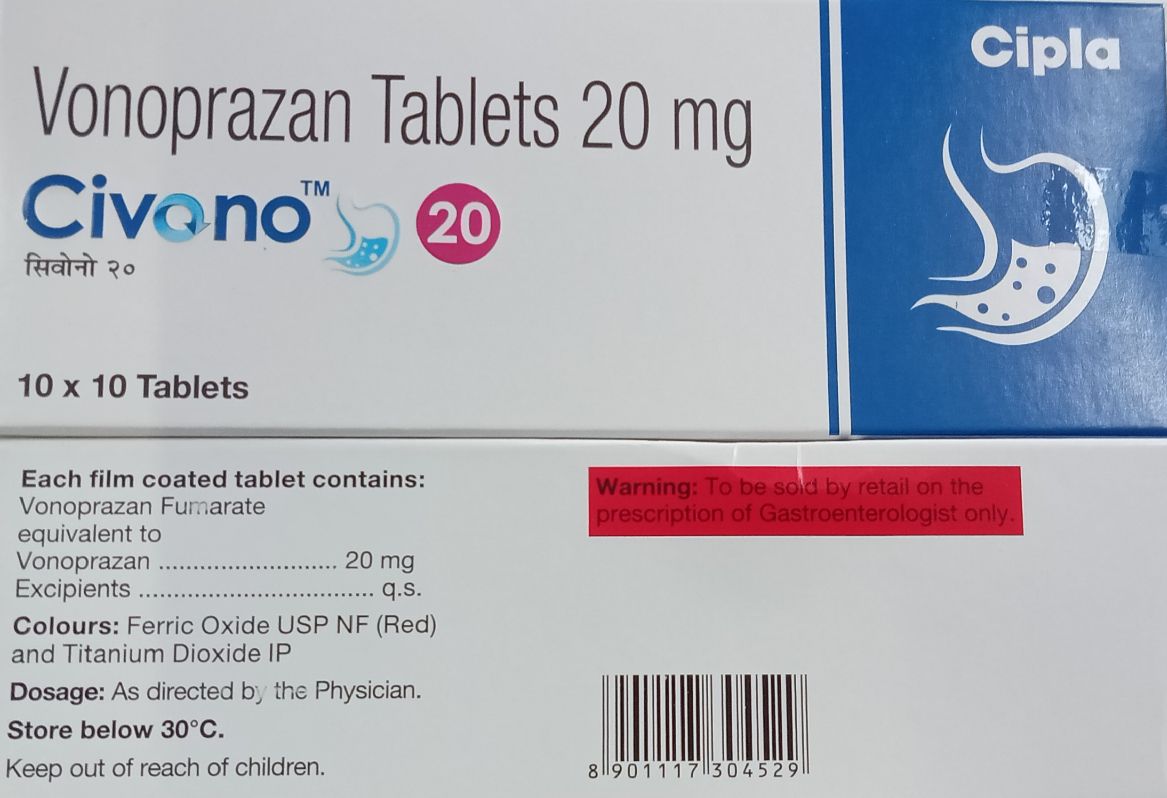 Cipla
Vonoprazan Tablets 20 mg
Civono™ 20
सिवोनो २०
10 x 10 Tablets
Each film coated tablet contains:
Vonoprazan Fumarate
equivalent to
Vonoprazan ........................... 20 mg
Excipients ................................... q.s.
Colours: Ferric Oxide USP NF (Red)
and Titanium Dioxide IP
Dosage: As directed by the Physician.
Store below 30°C.
Keep out of reach of children.
Warning: To be sold by retail on the
prescription of Gastroenterologist only.
8 901117 304529